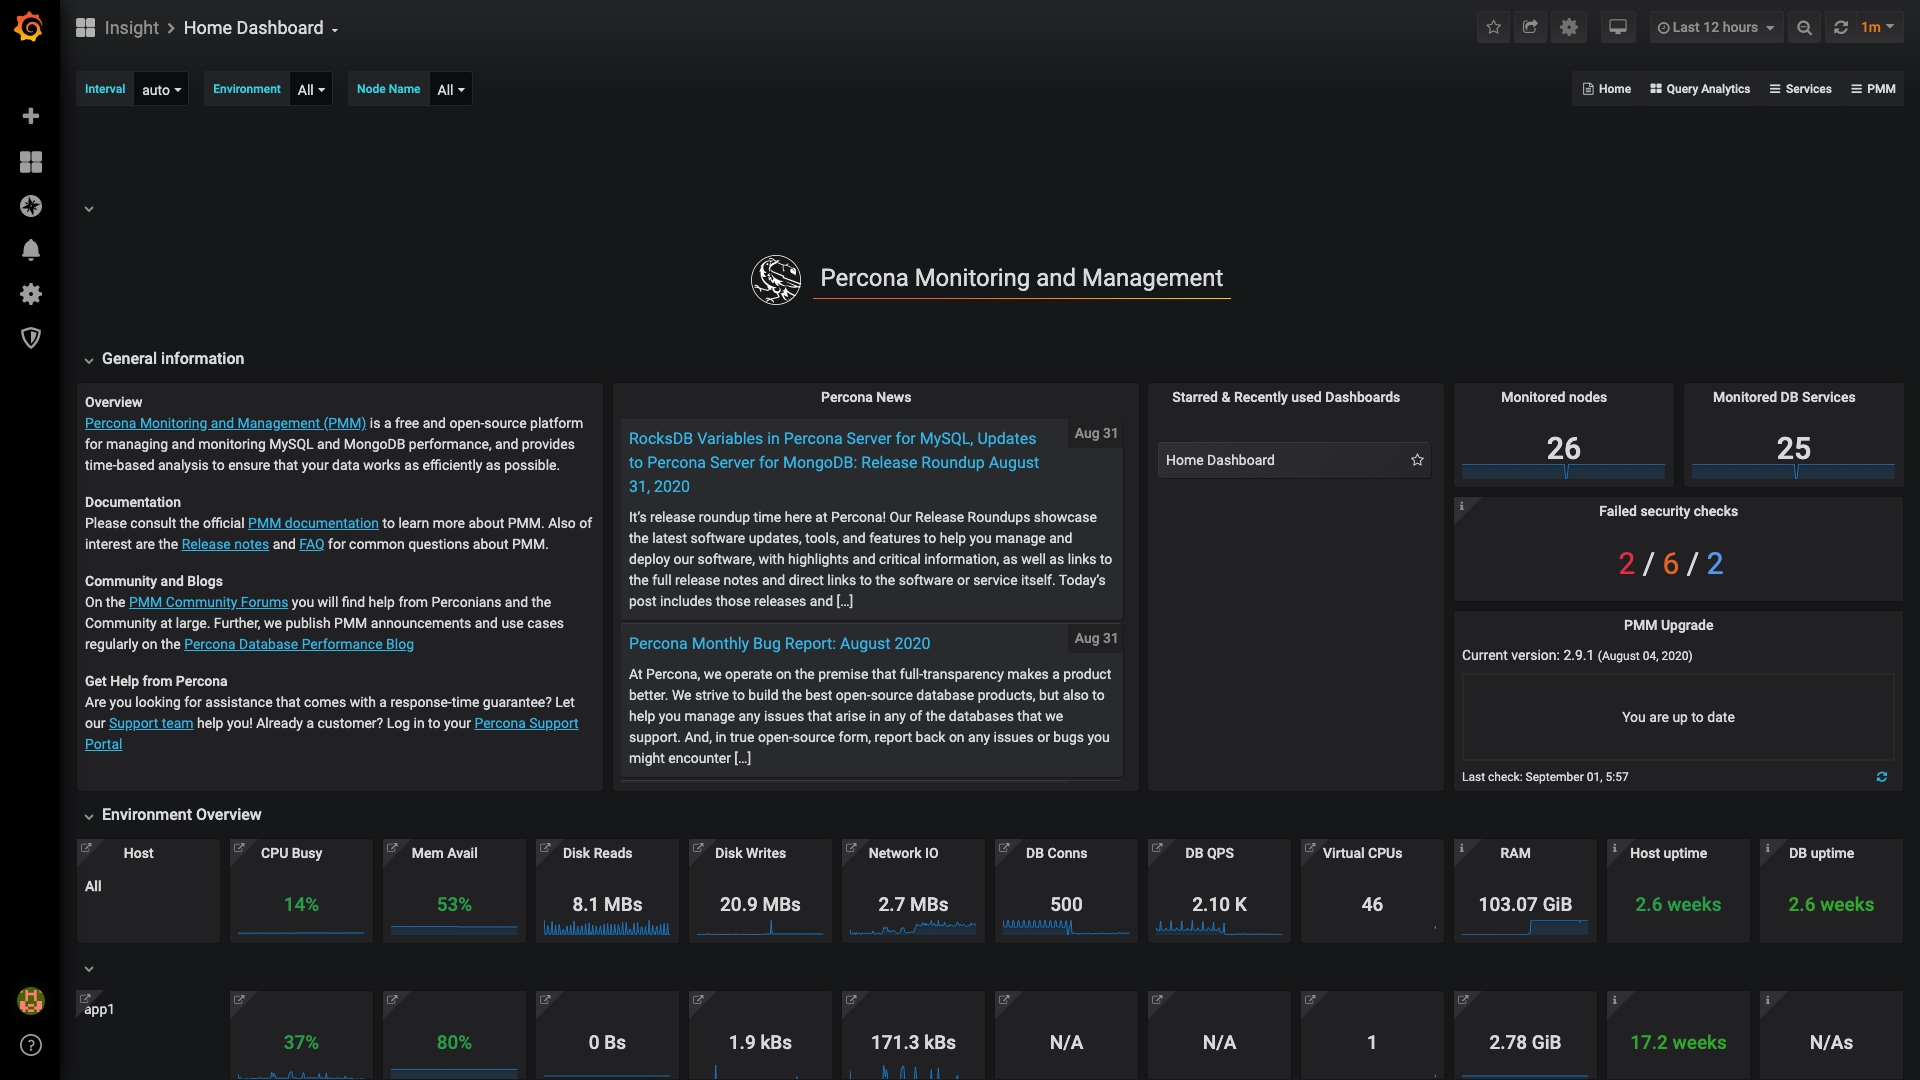 Insight > Home Dashboard
Last 12 hours
1m
Interval auto
Environment All
Node Name All
Home
Query Analytics
Services
PMM
Percona Monitoring and Management
General information
Overview
Percona Monitoring and Management (PMM) is a free and open-source platform
for managing and monitoring MySQL and MongoDB performance, and provides
time-based analysis to ensure that your data works as efficiently as possible.
Documentation
Please consult the official PMM documentation to learn more about PMM. Also of
interest are the Release notes and FAQ for common questions about PMM.
Community and Blogs
On the PMM Community Forums you will find help from Perconians and the
Community at large. Further, we publish PMM announcements and use cases
regularly on the Percona Database Performance Blog
Get Help from Percona
Are you looking for assistance that comes with a response-time guarantee? Let
our Support team help you! Already a customer? Log in to your Percona Support
Portal
Percona News
RocksDB Variables in Percona Server for MySQL, Updates
to Percona Server for MongoDB: Release Roundup August
31, 2020
Aug 31
It's release roundup time here at Percona! Our Release Roundups showcase
the latest software updates, tools, and features to help you manage and
deploy our software, with highlights and critical information, as well as links to
the full release notes and direct links to the software or service itself. Today's
post includes those releases and [...]
Percona Monthly Bug Report: August 2020
Aug 31
At Percona, we operate on the premise that full-transparency makes a product
better. We strive to build the best open-source database products, but also to
help you manage any issues that arise in any of the databases that we
support. And, in true open-source form, report back on any issues or bugs you
might encounter [...]
Starred & Recently used Dashboards
Home Dashboard
Monitored nodes
26
Monitored DB Services
25
Failed security checks
2 / 6 / 2
PMM Upgrade
Current version: 2.9.1 (August 04, 2020)
You are up to date
Last check: September 01, 5:57
Environment Overview
Host
All
CPU Busy
14%
Mem Avail
53%
Disk Reads
8.1 MBs
Disk Writes
20.9 MBs
Network IO
2.7 MBs
DB Conns
500
DB QPS
2.10 K
Virtual CPUs
46
RAM
103.07 GiB
Host uptime
2.6 weeks
DB uptime
2.6 weeks
app1
37%
80%
0 Bs
1.9 kBs
171.3 kBs
N/A
N/A
1
2.78 GiB
17.2 weeks
N/As